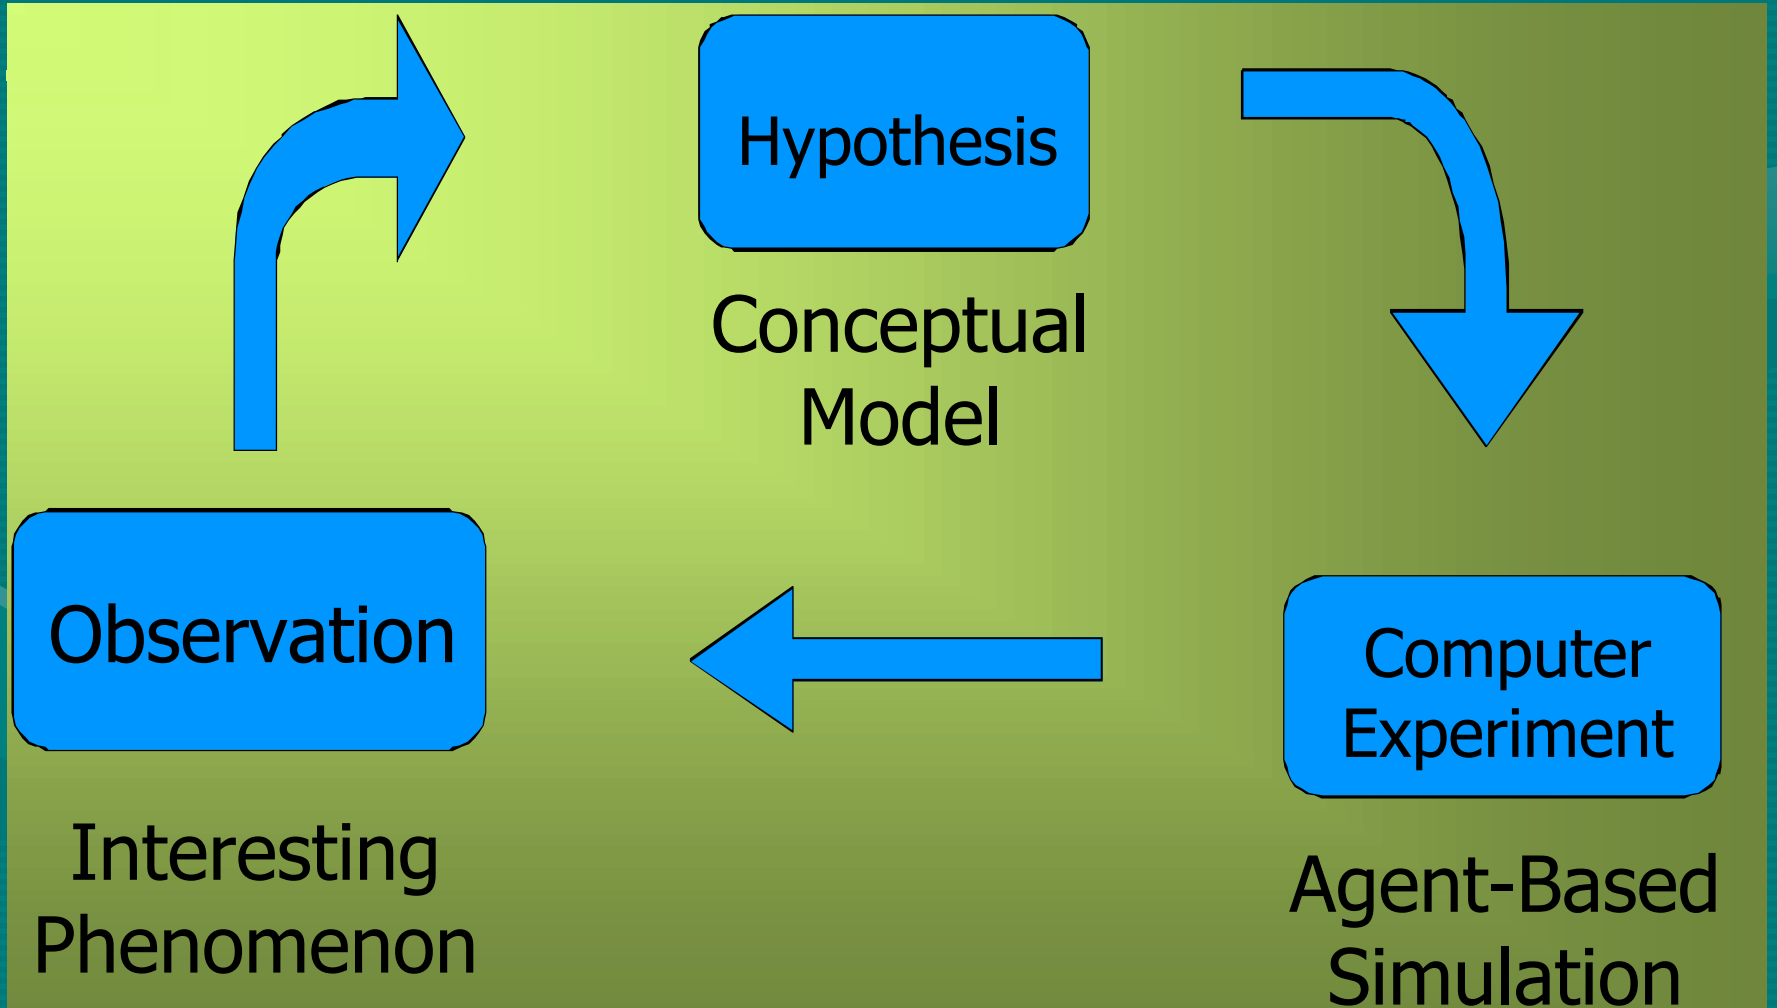 Hypothesis
Conceptual
Model
Observation
Interesting
Phenomenon
Computer
Experiment
Agent-Based
Simulation